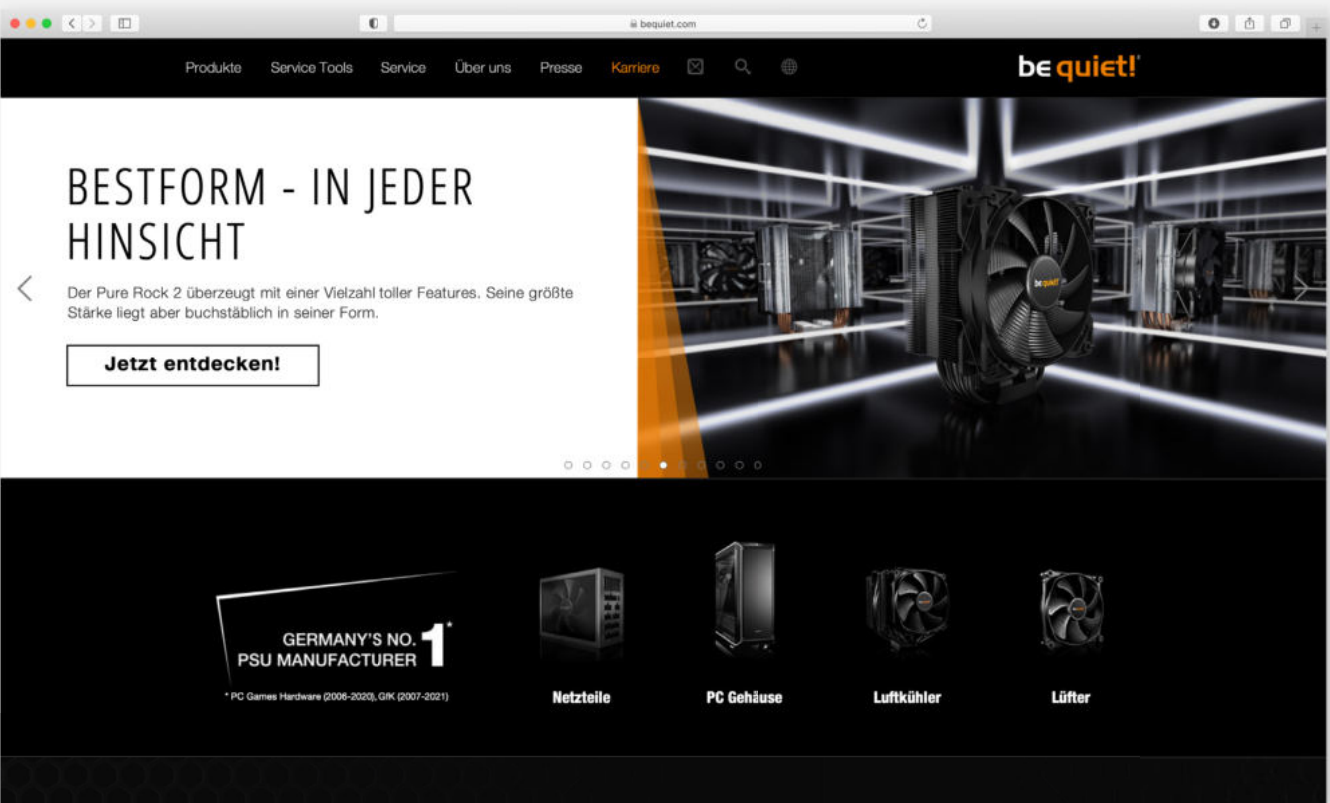 bequiet.com
Produkte Service Tools Service Über uns Presse Karriere
be quiet!
BESTFORM - IN JEDER
HINSICHT
Der Pure Rock 2 überzeugt mit einer Vielzahl toller Features. Seine größte
Stärke liegt aber buchstäblich in seiner Form.
Jetzt entdecken!
be quiet!
GERMANY'S NO. 1*
PSU MANUFACTURER
* PC Games Hardware (2006-2020), GfK (2007-2021)
Netzteile PC Gehäuse Luftkühler Lüfter